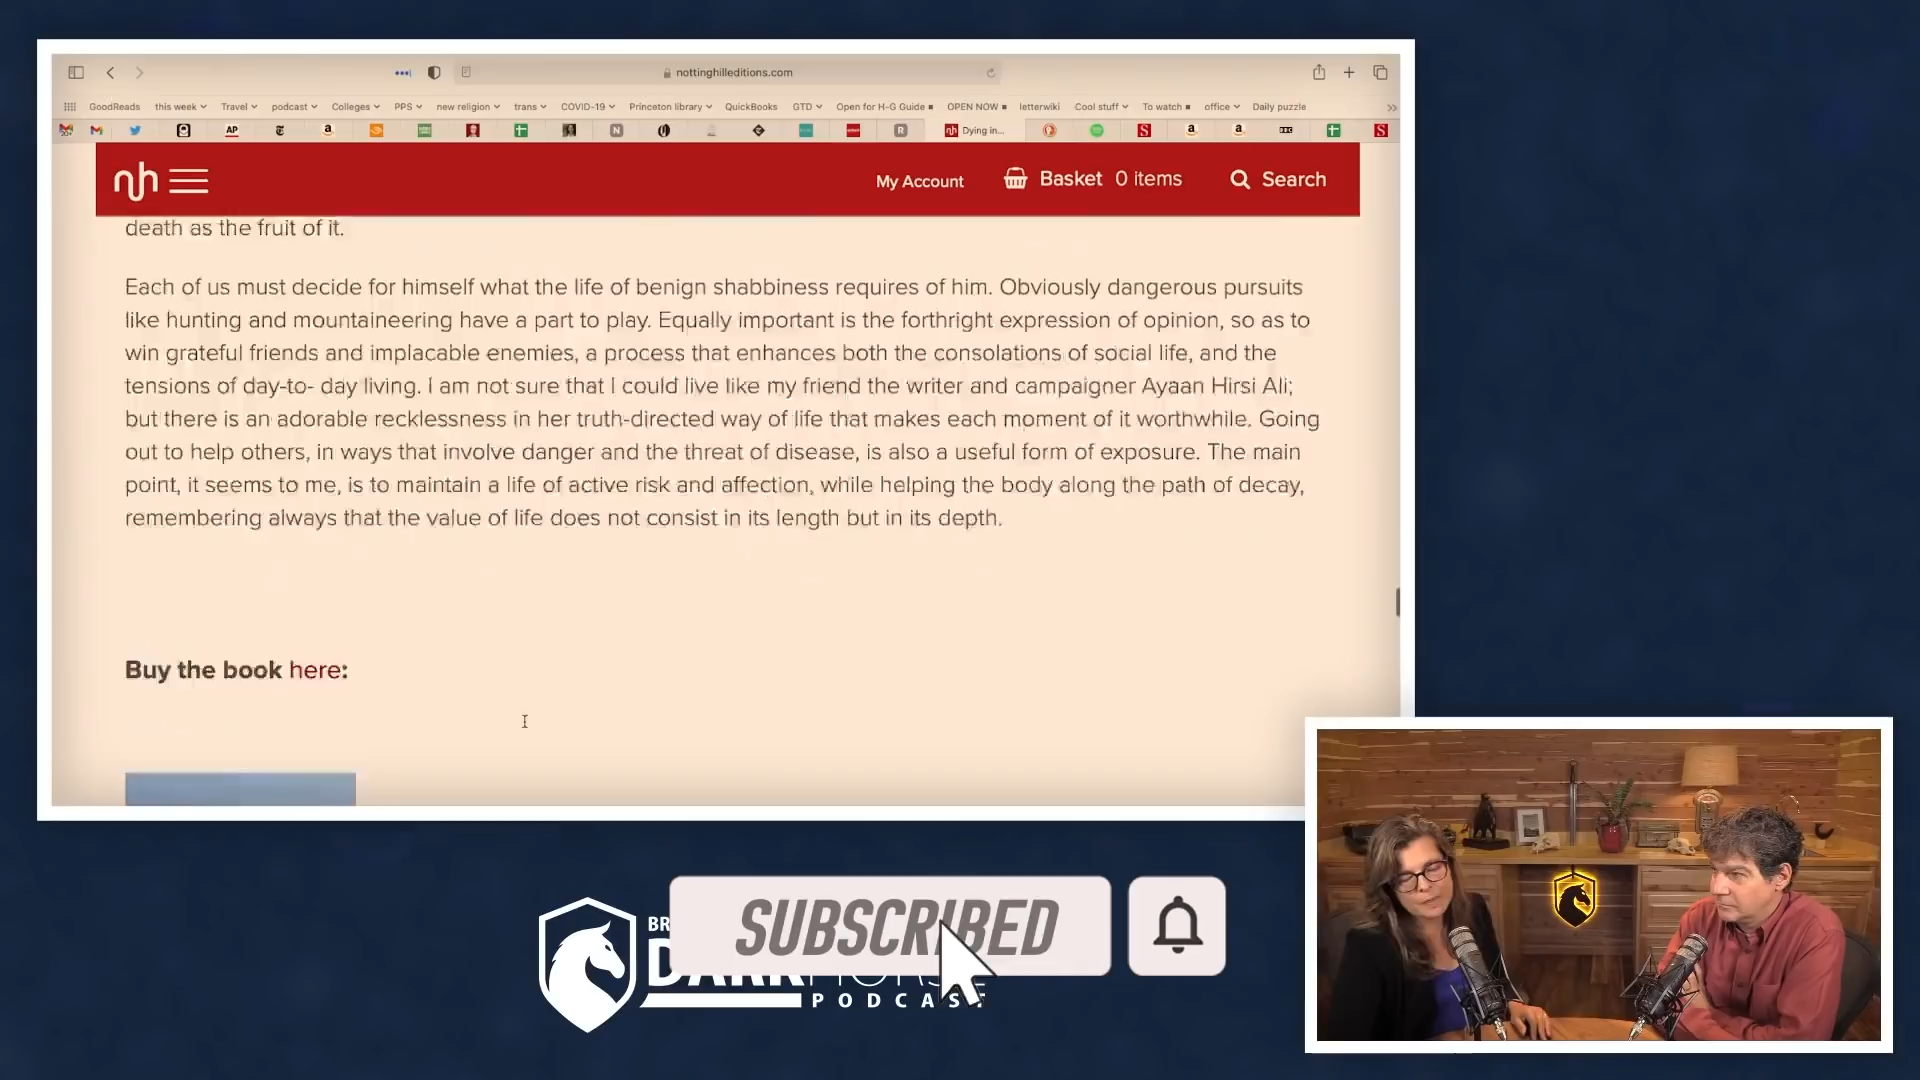 nottinghilleditions.com
GoodReads this week Travel podcast Colleges PPS new religion trans COVID-19 Princeton library QuickBooks GTD Open for H-G Guide OPEN NOW letterwiki Cool stuff To watch office Daily puzzle
AP N R nh Dying in... S a a S
nh My Account Basket 0 items Search
death as the fruit of it.
Each of us must decide for himself what the life of benign shabbiness requires of him. Obviously dangerous pursuits
like hunting and mountaineering have a part to play. Equally important is the forthright expression of opinion, so as to
win grateful friends and implacable enemies, a process that enhances both the consolations of social life, and the
tensions of day-to- day living. I am not sure that I could live like my friend the writer and campaigner Ayaan Hirsi Ali;
but there is an adorable recklessness in her truth-directed way of life that makes each moment of it worthwhile. Going
out to help others, in ways that involve danger and the threat of disease, is also a useful form of exposure. The main
point, it seems to me, is to maintain a life of active risk and affection, while helping the body along the path of decay,
remembering always that the value of life does not consist in its length but in its depth.
Buy the book here:
SUBSCRIBED
PODCAST